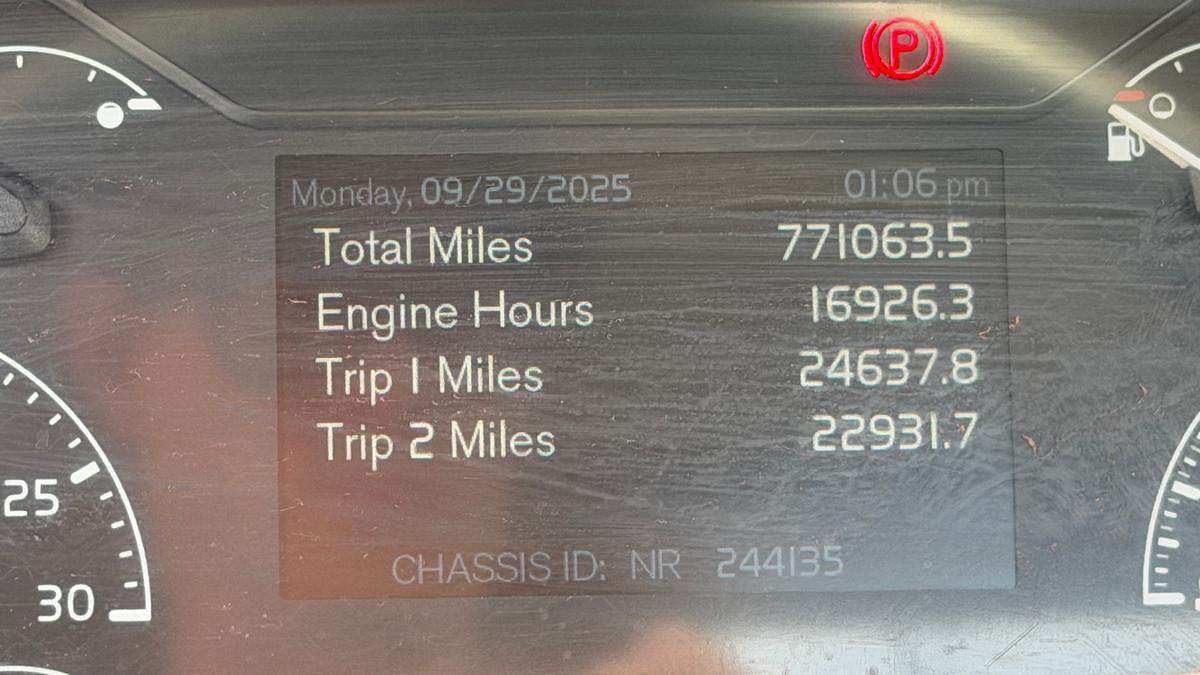 P
Monday, 09/29/2025 01:06 pm
Total Miles 771063.5
Engine Hours 16926.3
Trip 1 Miles 24637.8
Trip 2 Miles 22931.7
25
CHASSIS ID: NR 244135
30